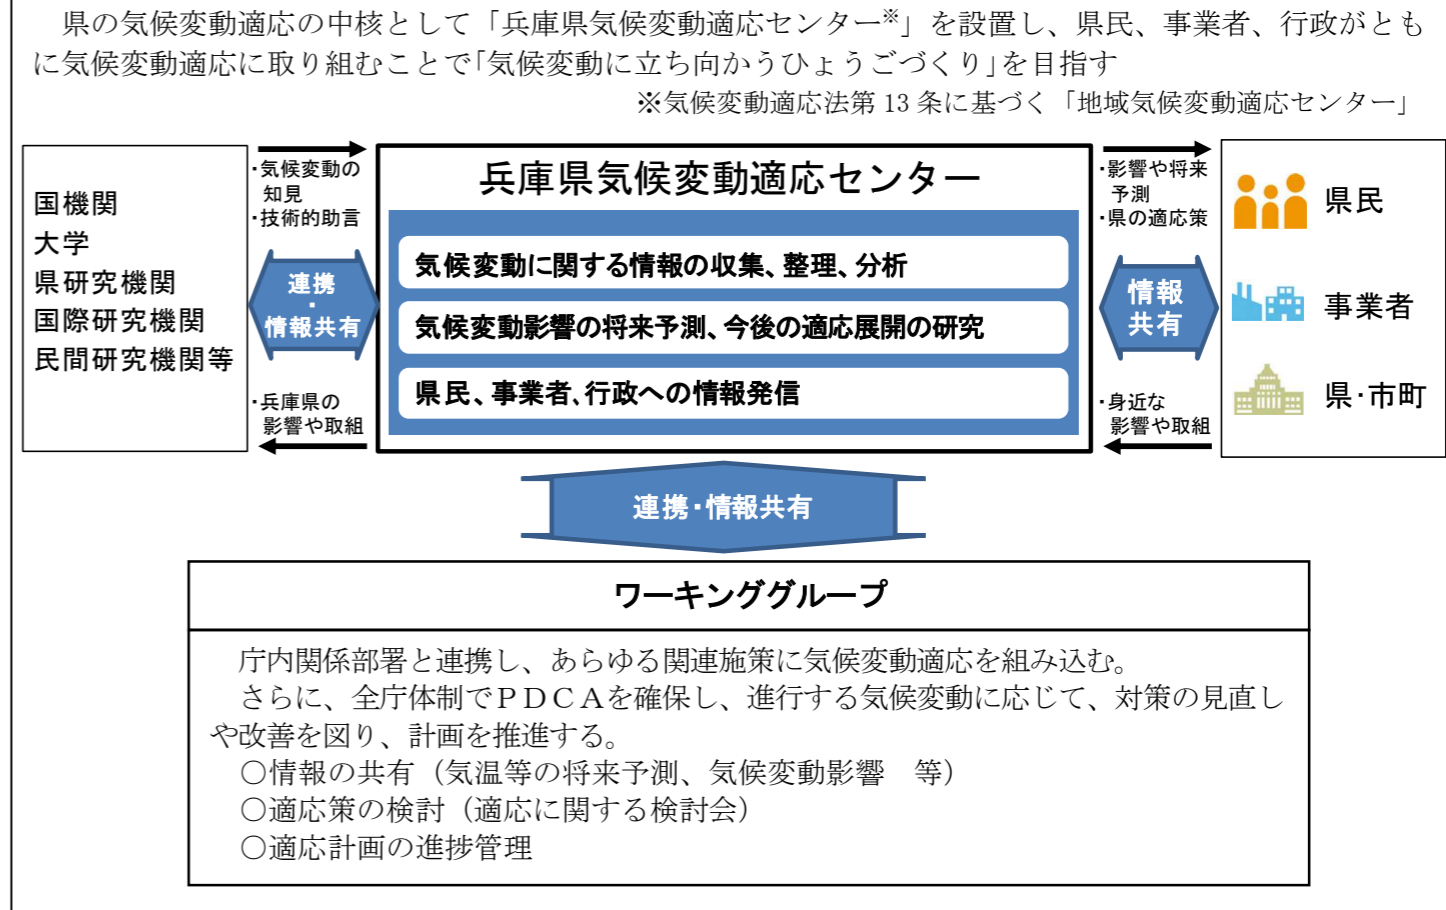 県の気候変動適応の中核として「兵庫県気候変動適応センター※」を設置し、県民、事業者、行政がとも
に気候変動適応に取り組むことで「気候変動に立ち向かうひょうごづくり」を目指す
※気候変動適応法第 13 条に基づく「地域気候変動適応センター」
国機関
大学
県研究機関
国際研究機関
民間研究機関等
・気候変動の
知見
・技術的助言
連携
・
情報共有
・兵庫県の
影響や取組
兵庫県気候変動適応センター
気候変動に関する情報の収集、整理、分析
気候変動影響の将来予測、今後の適応展開の研究
県民、事業者、行政への情報発信
・影響や将来
予測
・県の適応策
情報
共有
・身近な
影響や取組
県民
事業者
県・市町
連携・情報共有
ワーキンググループ
庁内関係部署と連携し、あらゆる関連施策に気候変動適応を組み込む。
さらに、全庁体制でＰＤＣＡを確保し、進行する気候変動に応じて、対策の見直し
や改善を図り、計画を推進する。
○情報の共有（気温等の将来予測、気候変動影響　等）
○適応策の検討（適応に関する検討会）
○適応計画の進捗管理